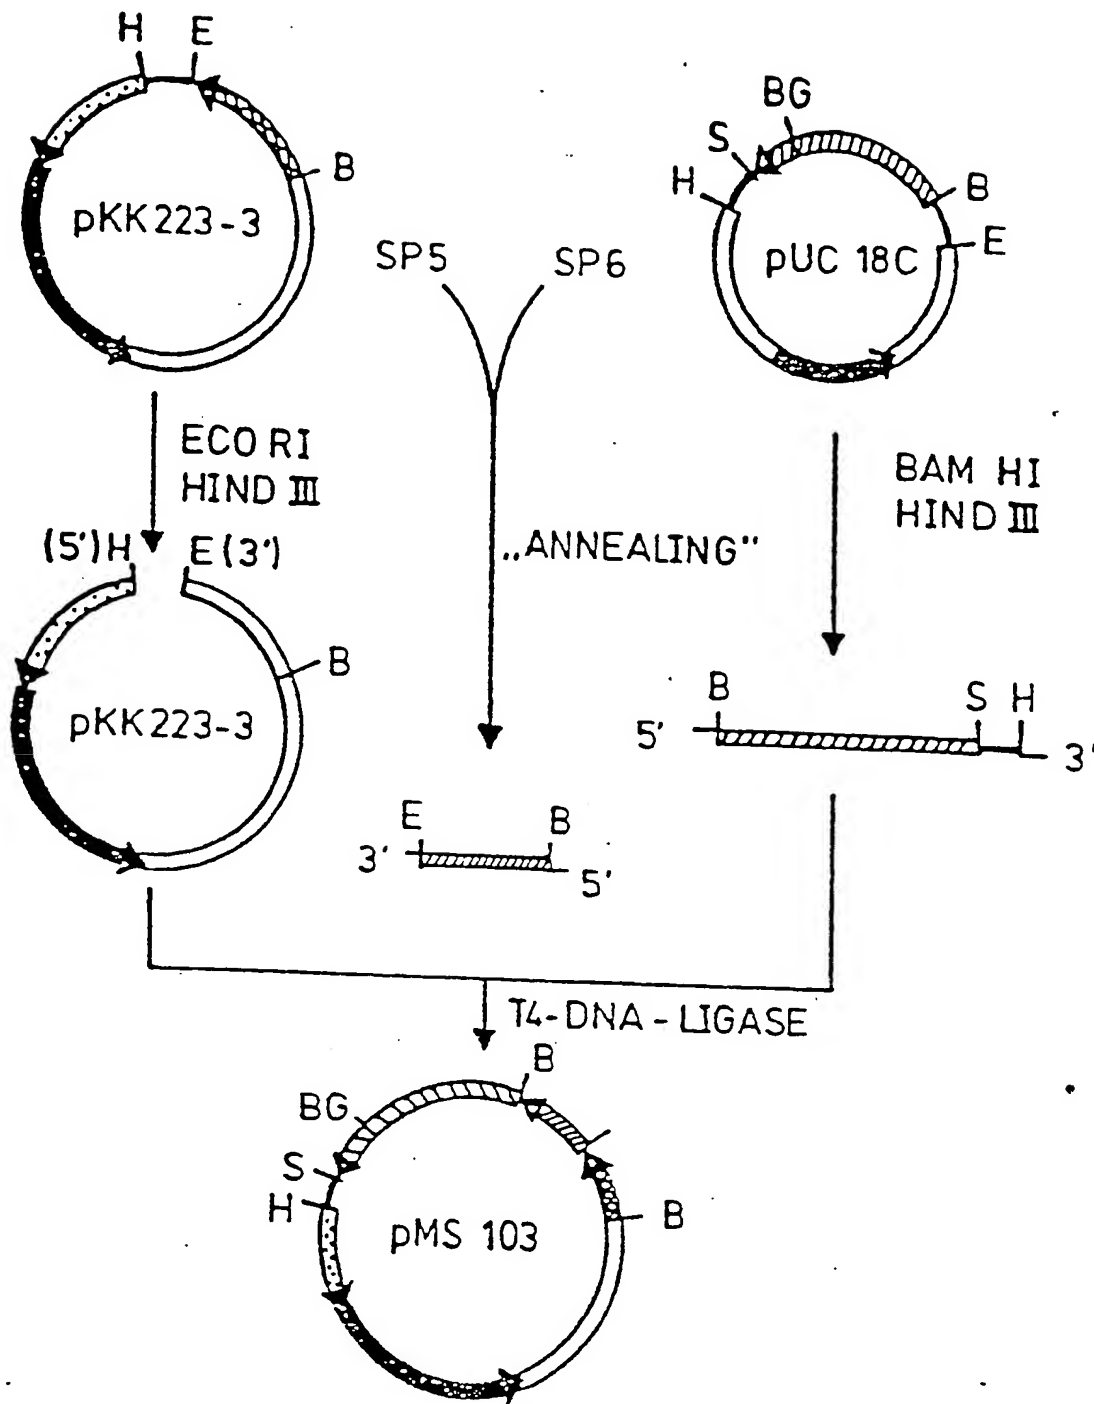 H E
BG
S
H
B
B
E
pKK223-3
pUC 18C
SP5 SP6
ECO RI
HIND III
BAM HI
HIND III
(5')H E(3')
„ANNEALING"
B
pKK223-3
B S H
5' 3'
E B
3' 5'
T4-DNA-LIGASE
B
BG
S
H
B
pMS 103